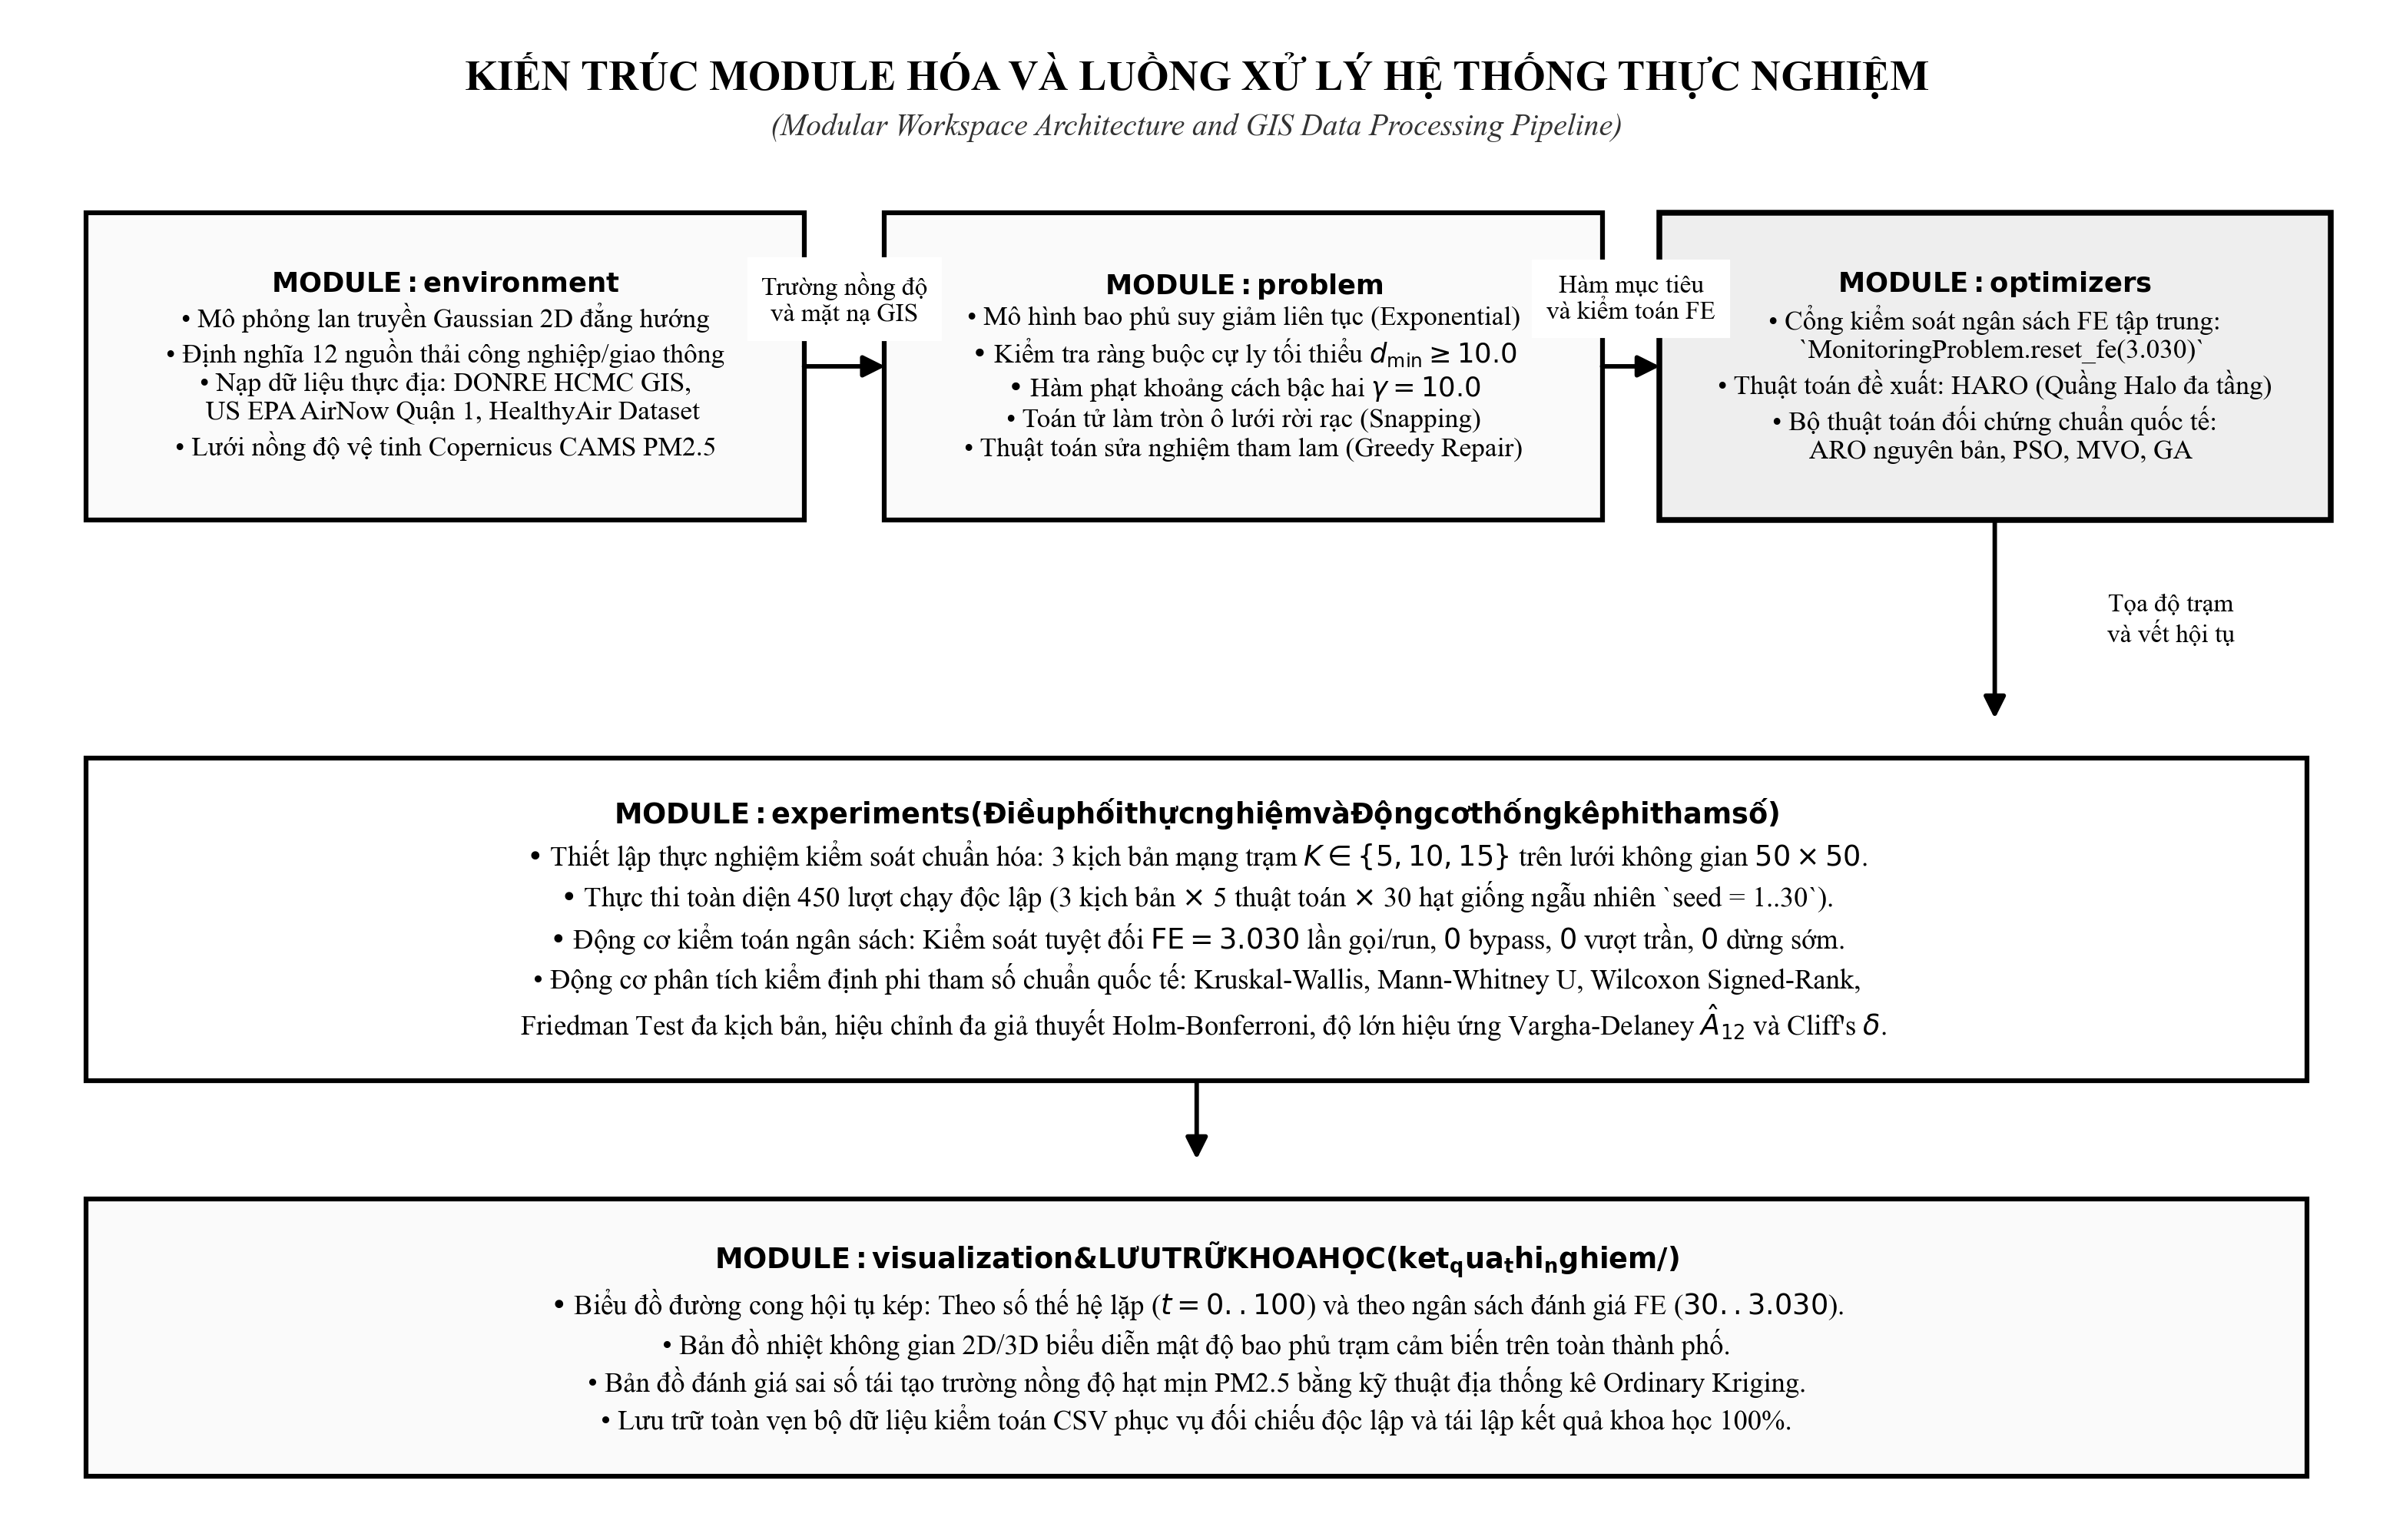 KIẾN TRÚC MODULE HÓA VÀ LUỒNG XỬ LÝ HỆ THỐNG THỰC NGHIỆM
(Modular Workspace Architecture and GIS Data Processing Pipeline)
MODULE : environment
• Mô phỏng lan truyền Gaussian 2D đẳng hướng
• Định nghĩa 12 nguồn thải công nghiệp/giao thông
• Nạp dữ liệu thực địa: DONRE HCMC GIS,
US EPA AirNow Quận 1, HealthyAir Dataset
• Lưới nồng độ vệ tinh Copernicus CAMS PM2.5
Trường nồng độ
và mặt nạ GIS
MODULE : problem
• Mô hình bao phủ suy giảm liên tục (Exponential)
• Kiểm tra ràng buộc cự ly tối thiểu d_min ≥ 10.0
• Hàm phạt khoảng cách bậc hai γ = 10.0
• Toán tử làm tròn ô lưới rời rạc (Snapping)
• Thuật toán sửa nghiệm tham lam (Greedy Repair)
Hàm mục tiêu
và kiểm toán FE
MODULE : optimizers
• Cổng kiểm soát ngân sách FE tập trung:
`MonitoringProblem.reset_fe(3.030)`
• Thuật toán đề xuất: HARO (Quầng Halo đa tầng)
• Bộ thuật toán đối chứng chuẩn quốc tế:
ARO nguyên bản, PSO, MVO, GA
Tọa độ trạm
và vết hội tụ
MODULE : experiments(ĐiềuphốithựcnghiệmvàĐộngcơthốngkêphithamsố)
• Thiết lập thực nghiệm kiểm soát chuẩn hóa: 3 kịch bản mạng trạm K ∈ {5, 10, 15} trên lưới không gian 50 × 50.
• Thực thi toàn diện 450 lượt chạy độc lập (3 kịch bản × 5 thuật toán × 30 hạt giống ngẫu nhiên `seed = 1..30`).
• Động cơ kiểm toán ngân sách: Kiểm soát tuyệt đối FE = 3.030 lần gọi/run, 0 bypass, 0 vượt trần, 0 dừng sớm.
• Động cơ phân tích kiểm định phi tham số chuẩn quốc tế: Kruskal-Wallis, Mann-Whitney U, Wilcoxon Signed-Rank,
Friedman Test đa kịch bản, hiệu chỉnh đa giả thuyết Holm-Bonferroni, độ lớn hiệu ứng Vargha-Delaney Â₁₂ và Cliff's δ.
MODULE : visualization&LƯUTRỮKHOAHỌC(ket_qua_thi_nghiem/)
• Biểu đồ đường cong hội tụ kép: Theo số thế hệ lặp (t = 0. . 100) và theo ngân sách đánh giá FE (30. . 3.030).
• Bản đồ nhiệt không gian 2D/3D biểu diễn mật độ bao phủ trạm cảm biến trên toàn thành phố.
• Bản đồ đánh giá sai số tái tạo trường nồng độ hạt mịn PM2.5 bằng kỹ thuật địa thống kê Ordinary Kriging.
• Lưu trữ toàn vẹn bộ dữ liệu kiểm toán CSV phục vụ đối chiếu độc lập và tái lập kết quả khoa học 100%.